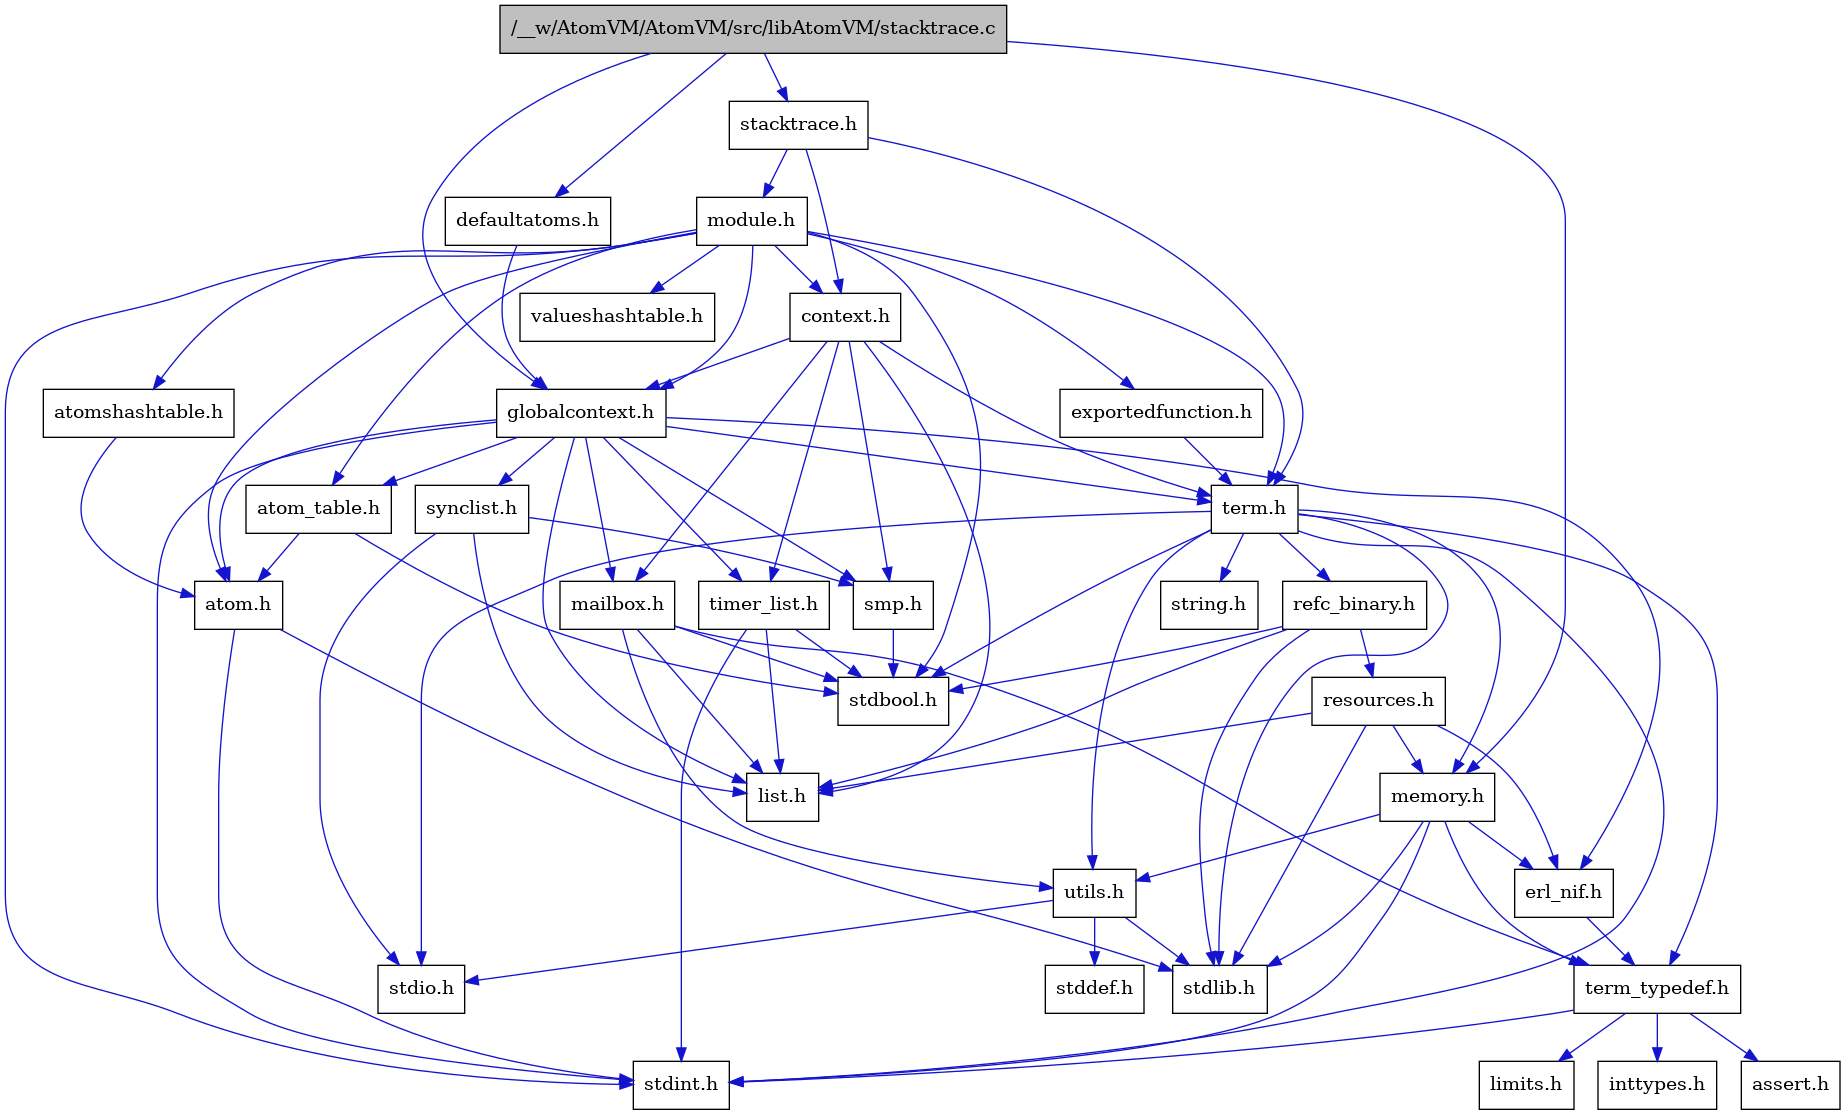 /__w/AtomVM/AtomVM/src/libAtomVM/stacktrace.c
stacktrace.h
defaultatoms.h
module.h
valueshashtable.h
context.h
atomshashtable.h
globalcontext.h
exportedfunction.h
atom_table.h
synclist.h
term.h
atom.h
mailbox.h
timer_list.h
smp.h
string.h
refc_binary.h
stdbool.h
resources.h
list.h
memory.h
utils.h
erl_nif.h
stdio.h
stddef.h
stdlib.h
term_typedef.h
stdint.h
limits.h
inttypes.h
assert.h